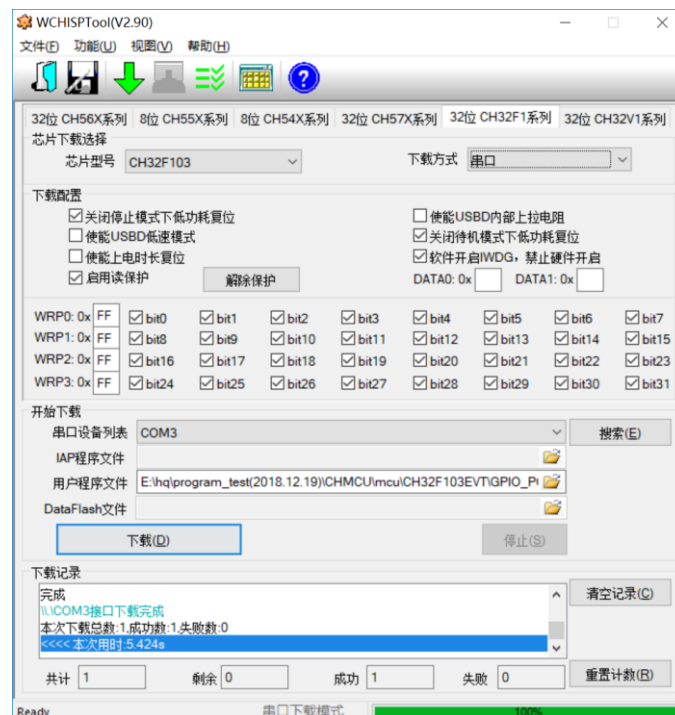 WCHISPTool(V2.90)
文件(F) 功能(U) 视图(V) 帮助(H)
32位 CH56X系列 8位 CH55X系列 8位 CH54X系列 32位 CH57X系列 32位 CH32F1系列 32位 CH32V1系列
芯片下载选择
芯片型号 CH32F103 下载方式 串口
下载配置
关闭停止模式下低功耗复位 使能USBD内部上拉电阻
使能USBD低速模式 关闭待机模式下低功耗复位
使能上电时长复位 软件开启IWDG，禁止硬件开启
启用读保护 解除保护 DATA0: 0x DATA1: 0x
WRP0: 0x FF bit0 bit1 bit2 bit3 bit4 bit5 bit6 bit7
WRP1: 0x FF bit8 bit9 bit10 bit11 bit12 bit13 bit14 bit15
WRP2: 0x FF bit16 bit17 bit18 bit19 bit20 bit21 bit22 bit23
WRP3: 0x FF bit24 bit25 bit26 bit27 bit28 bit29 bit30 bit31
开始下载
串口设备列表 COM3 搜索(E)
IAP程序文件
用户程序文件 E:\hq\program_test(2018.12.19)\CHMCU\mcu\CH32F103EVT\GPIO_P
DataFlash文件
下载(D) 停止(S)
下载记录
完成 清空记录(C)
\\.\COM3接口下载完成
本次下载总数:1,成功数:1,失败数:0
<<<< 本次用时:5.424s
共计 1 剩余 0 成功 1 失败 0 重置计数(R)
Ready 串口下载模式 100%